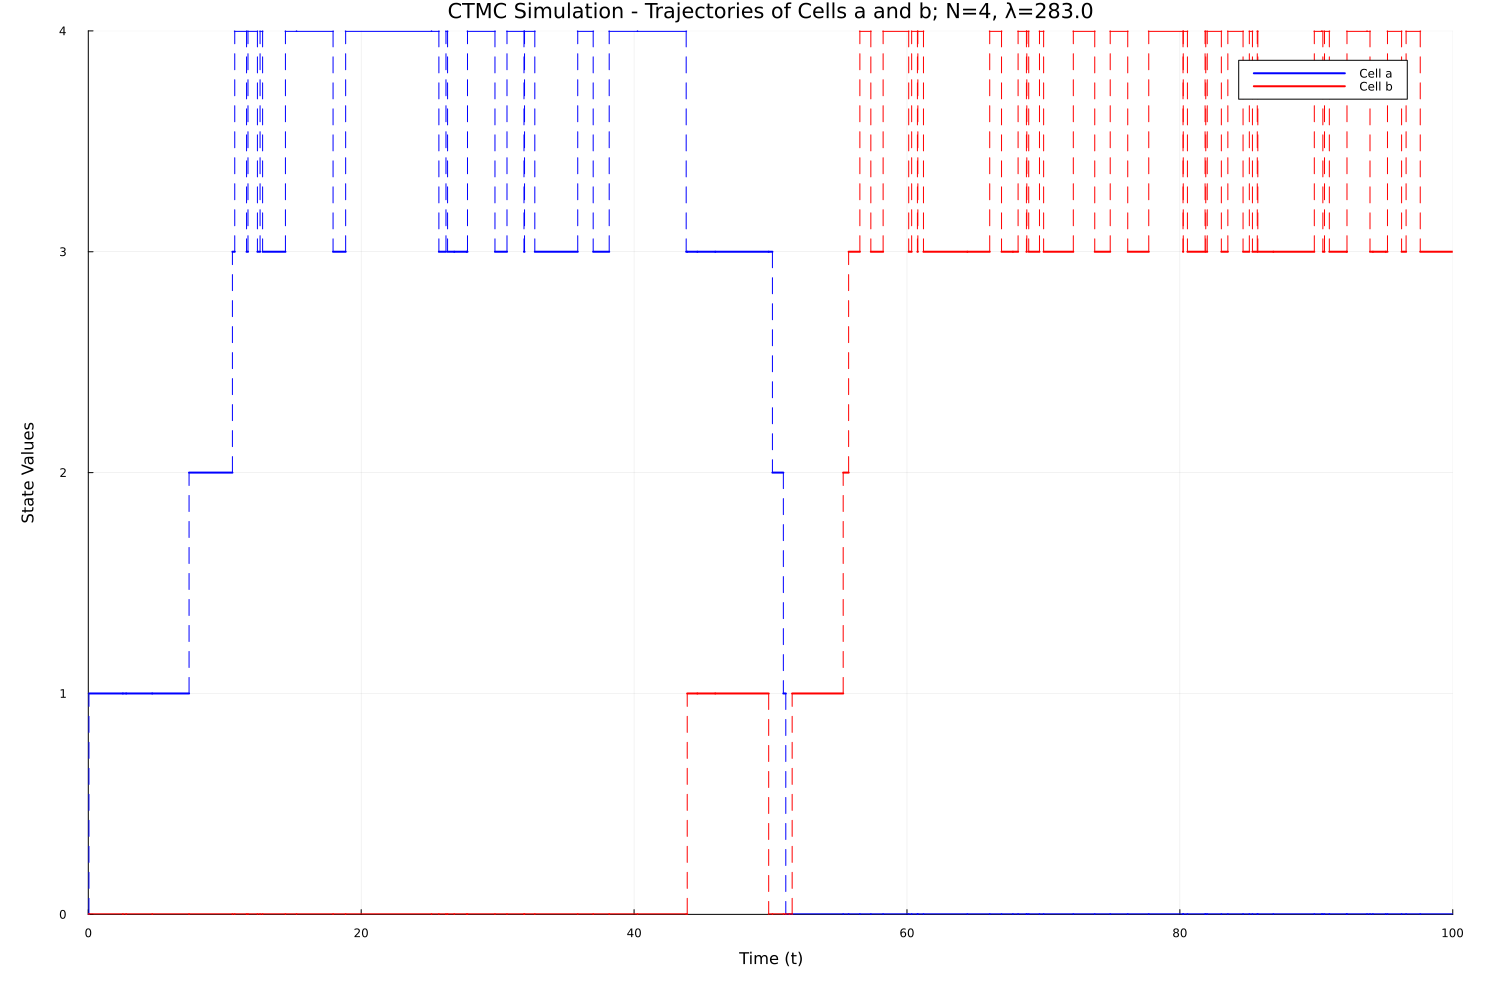 CTMC Simulation - Trajectories of Cells a and b; N=4, λ=283.0
4
Cell a
Cell b
3
State Values
2
1
0
0 20 40 60 80 100
Time (t)